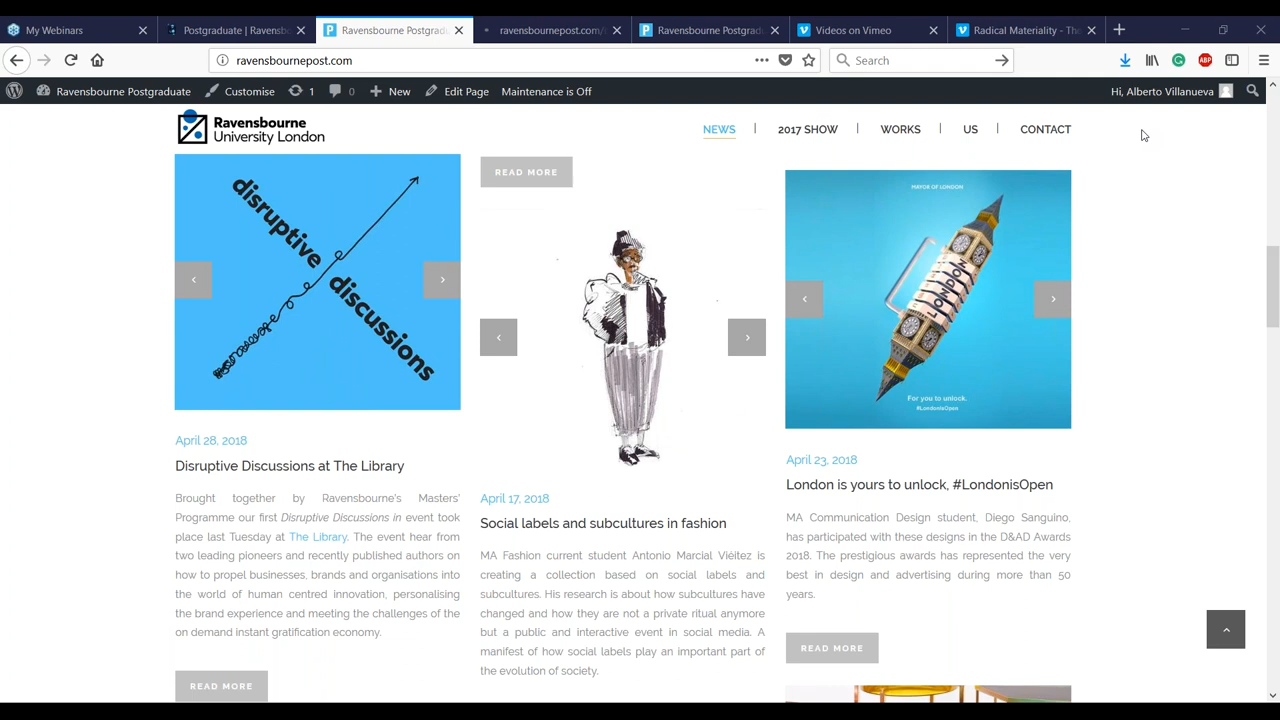 My Webinars
Postgraduate | Ravensbo
Ravensbourne Postgrad
ravensbournepost.com/
Ravensbourne Postgrad
Videos on Vimeo
Radical Materiality - The
ravensbournepost.com
Search
ABP
Ravensbourne Postgraduate
Customise
1
0
New
Edit Page
Maintenance is Off
Hi, Alberto Villanueva
Ravensbourne
University London
NEWS
2017 SHOW
WORKS
US
CONTACT
disruptive
discussions
April 28, 2018
Disruptive Discussions at The Library
Brought together by Ravensbourne's Masters'
Programme our first Disruptive Discussions in event took
place last Tuesday at The Library. The event hear from
two leading pioneers and recently published authors on
how to propel businesses, brands and organisations into
the world of human centred innovation, personalising
the brand experience and meeting the challenges of the
on demand instant gratification economy.
READ MORE
READ MORE
April 17, 2018
Social labels and subcultures in fashion
MA Fashion current student Antonio Marcial Viéitez is
creating a collection based on social labels and
subcultures. His research is about how subcultures have
changed and how they are not a private ritual anymore
but a public and interactive event in social media. A
manifest of how social labels play an important part of
the evolution of society.
MAYOR OF LONDON
LONDON
For you to unlock.
#LondonIsOpen
April 23, 2018
London is yours to unlock, #LondonisOpen
MA Communication Design student, Diego Sanguino,
has participated with these designs in the D&AD Awards
2018. The prestigious awards has represented the very
best in design and advertising during more than 50
years.
READ MORE